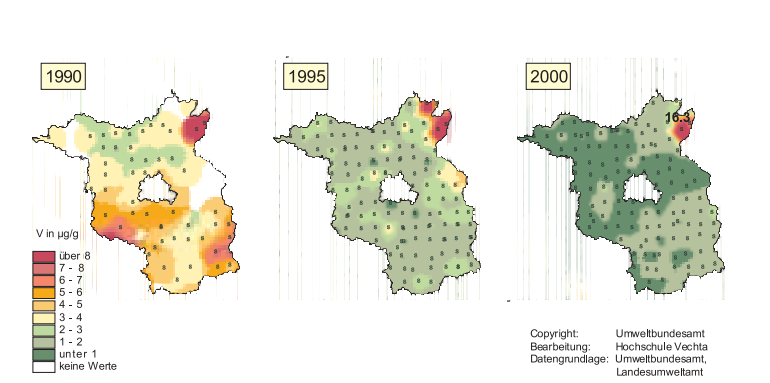 1990
1995
2000
16.3
V in µg/g
über 8
7 - 8
6 - 7
5 - 6
4 - 5
3 - 4
2 - 3
1 - 2
unter 1
keine Werte
Copyright: Umweltbundesamt
Bearbeitung: Hochschule Vechta
Datengrundlage: Umweltbundesamt,
Landesumweltamt